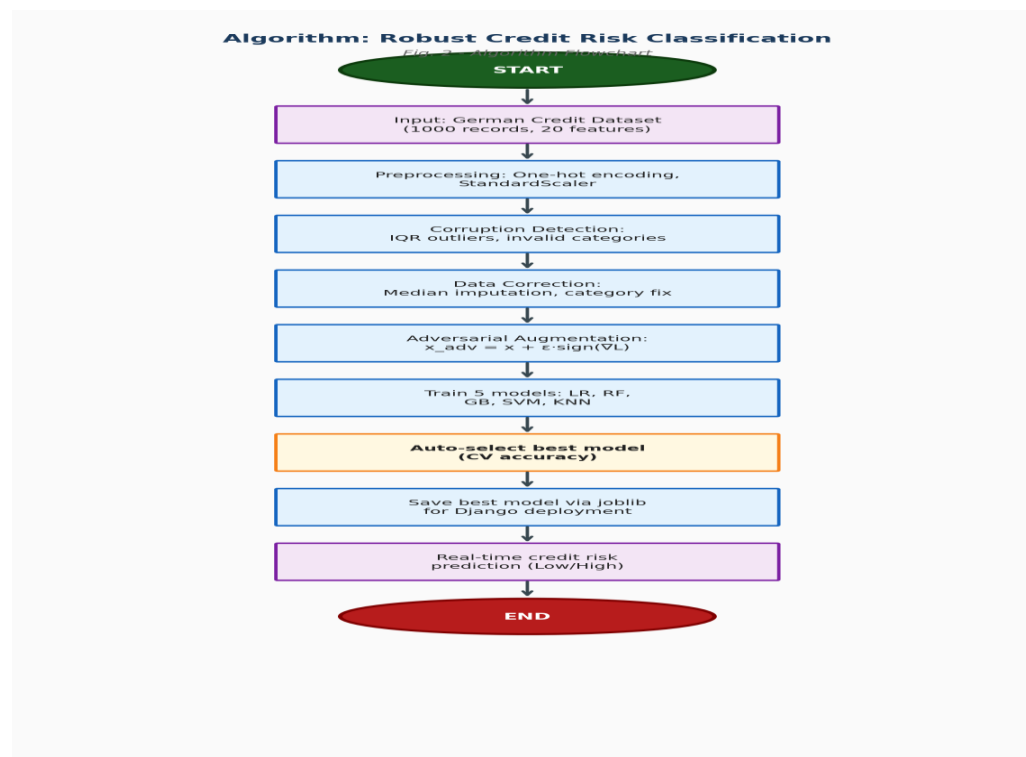 Algorithm: Robust Credit Risk Classification
Algorithm Flowchart
START
Input: German Credit Dataset
(1000 records, 20 features)
Preprocessing: One-hot encoding,
StandardScaler
Corruption Detection:
IQR outliers, invalid categories
Data Correction:
Median imputation, category fix
Adversarial Augmentation:
x_adv = x + ε·sign(∇L)
Train 5 models: LR, RF,
GB, SVM, KNN
Auto-select best model
(CV accuracy)
Save best model via joblib
for Django deployment
Real-time credit risk
prediction (Low/High)
END